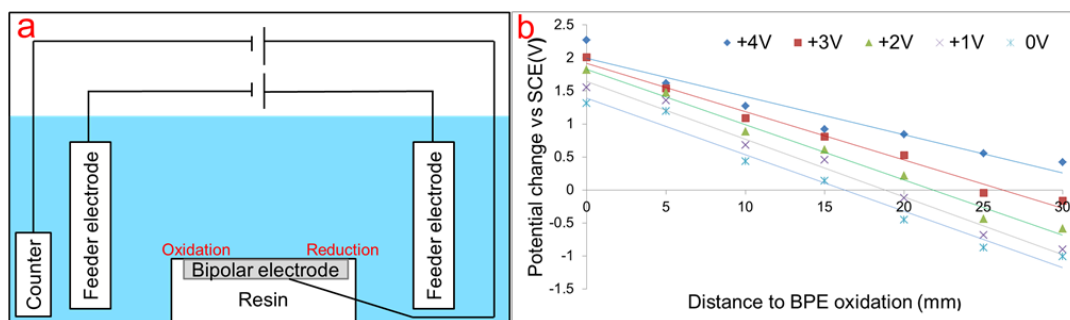 a
Counter
Feeder electrode
Oxidation
Reduction
Bipolar electrode
Resin
Feeder electrode
b
Potential change vs SCE(V)
2.5
2
1.5
1
0.5
0
-0.5
-1
-1.5
+4V +3V +2V +1V 0V
0 5 10 15 20 25 30
Distance to BPE oxidation (mm)